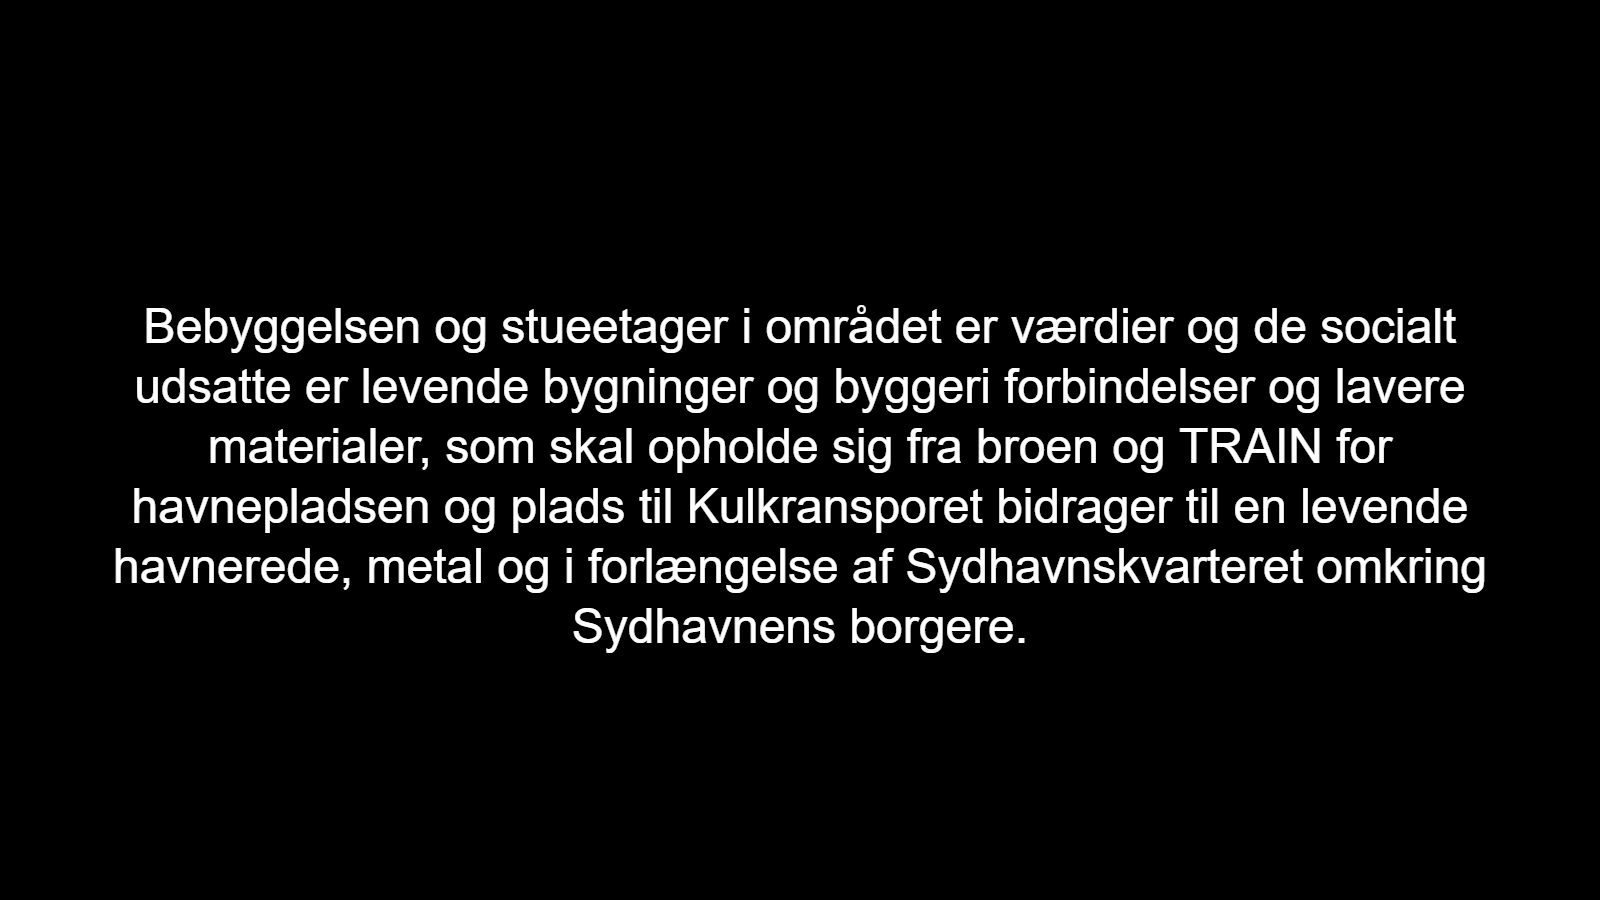 Bebyggelsen og stueetager i området er værdier og de socialt
udsatte er levende bygninger og byggeri forbindelser og lavere
materialer, som skal opholde sig fra broen og TRAIN for
havnepladsen og plads til Kulkransporet bidrager til en levende
havnerede, metal og i forlængelse af Sydhavnskvarteret omkring
Sydhavnens borgere.